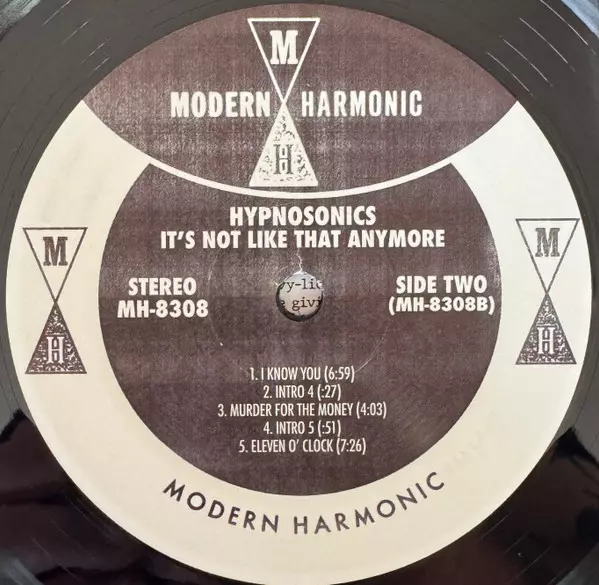 M
MODERN HARMONIC
H
HYPNOSONICS
IT'S NOT LIKE THAT ANYMORE
M
H
STEREO
MH-8308
SIDE TWO
(MH-8308B)
M
H
1. I KNOW YOU (6:59)
2. INTRO 4 (:27)
3. MURDER FOR THE MONEY (4:03)
4. INTRO 5 (:51)
5. ELEVEN O' CLOCK (7:26)
MODERN HARMONIC